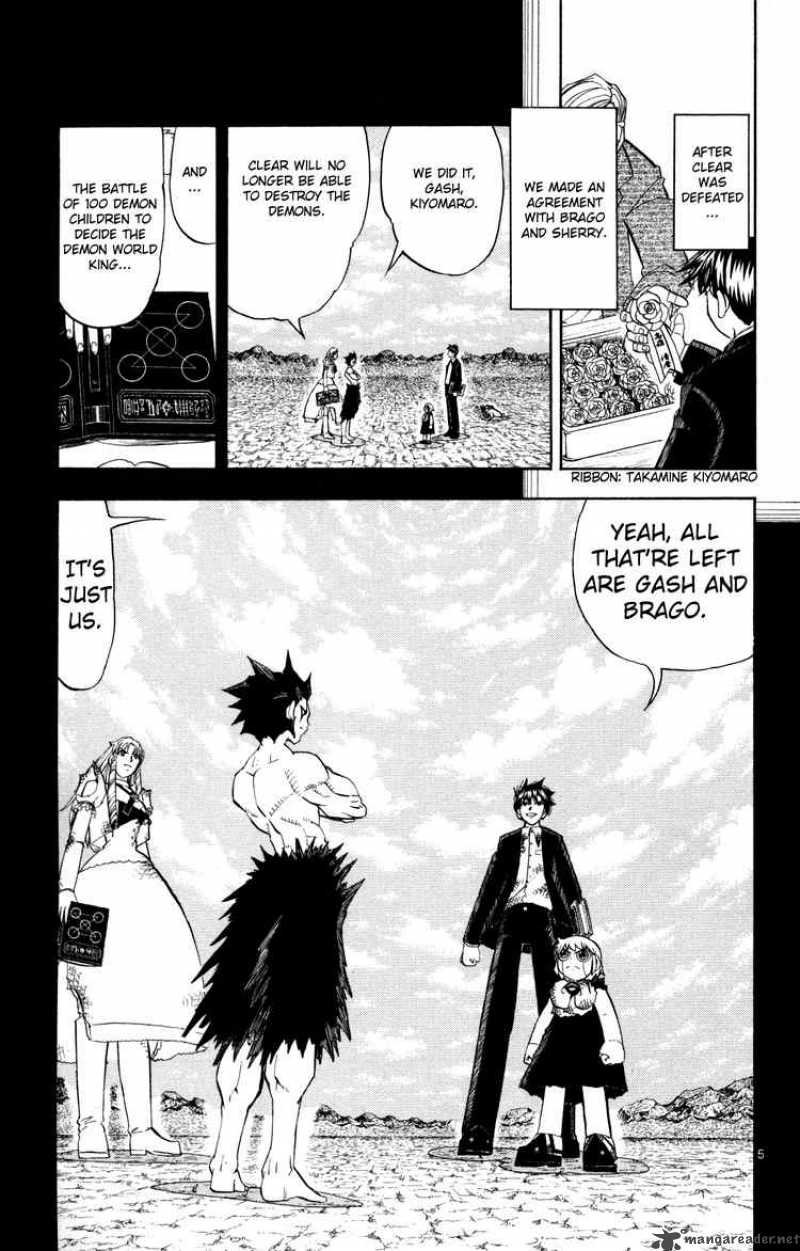 AFTER
CLEAR
WAS
DEFEATED
...
WE MADE AN
AGREEMENT
WITH BRAGO
AND SHERRY.
RIBBON: TAKAMINE KIYOMARO
WE DID IT,
GASH,
KIYOMARO.
CLEAR WILL NO
LONGER BE ABLE
TO DESTROY THE
DEMONS.
AND
...
THE BATTLE
OF 100 DEMON
CHILDREN TO
DECIDE THE
DEMON WORLD
KING...
YEAH, ALL
THAT'RE LEFT
ARE GASH AND
BRAGO.
IT'S
JUST
US.
5
mangareader.net